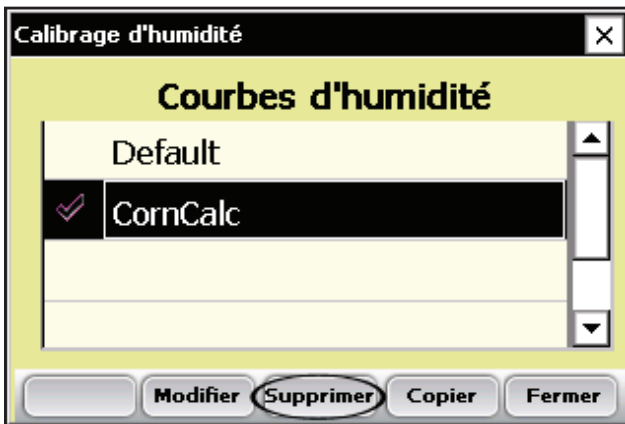 Calibrage d'humidité
Courbes d'humidité
Default
CornCalc
Modifier Supprimer Copier Fermer